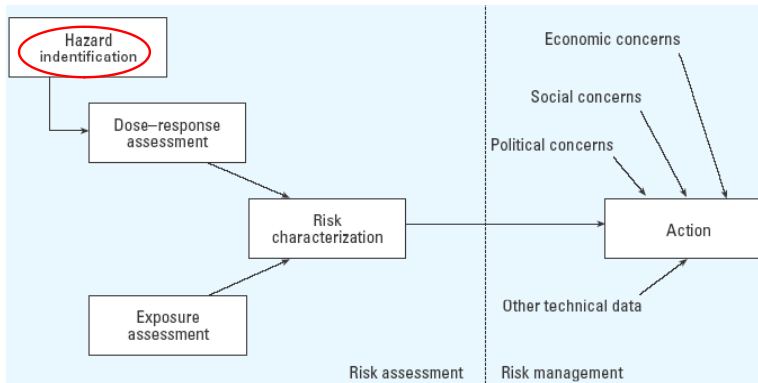 Hazard
indentification
Dose–response
assessment
Risk
characterization
Exposure
assessment
Risk assessment
Economic concerns
Social concerns
Political concerns
Action
Other technical data
Risk management